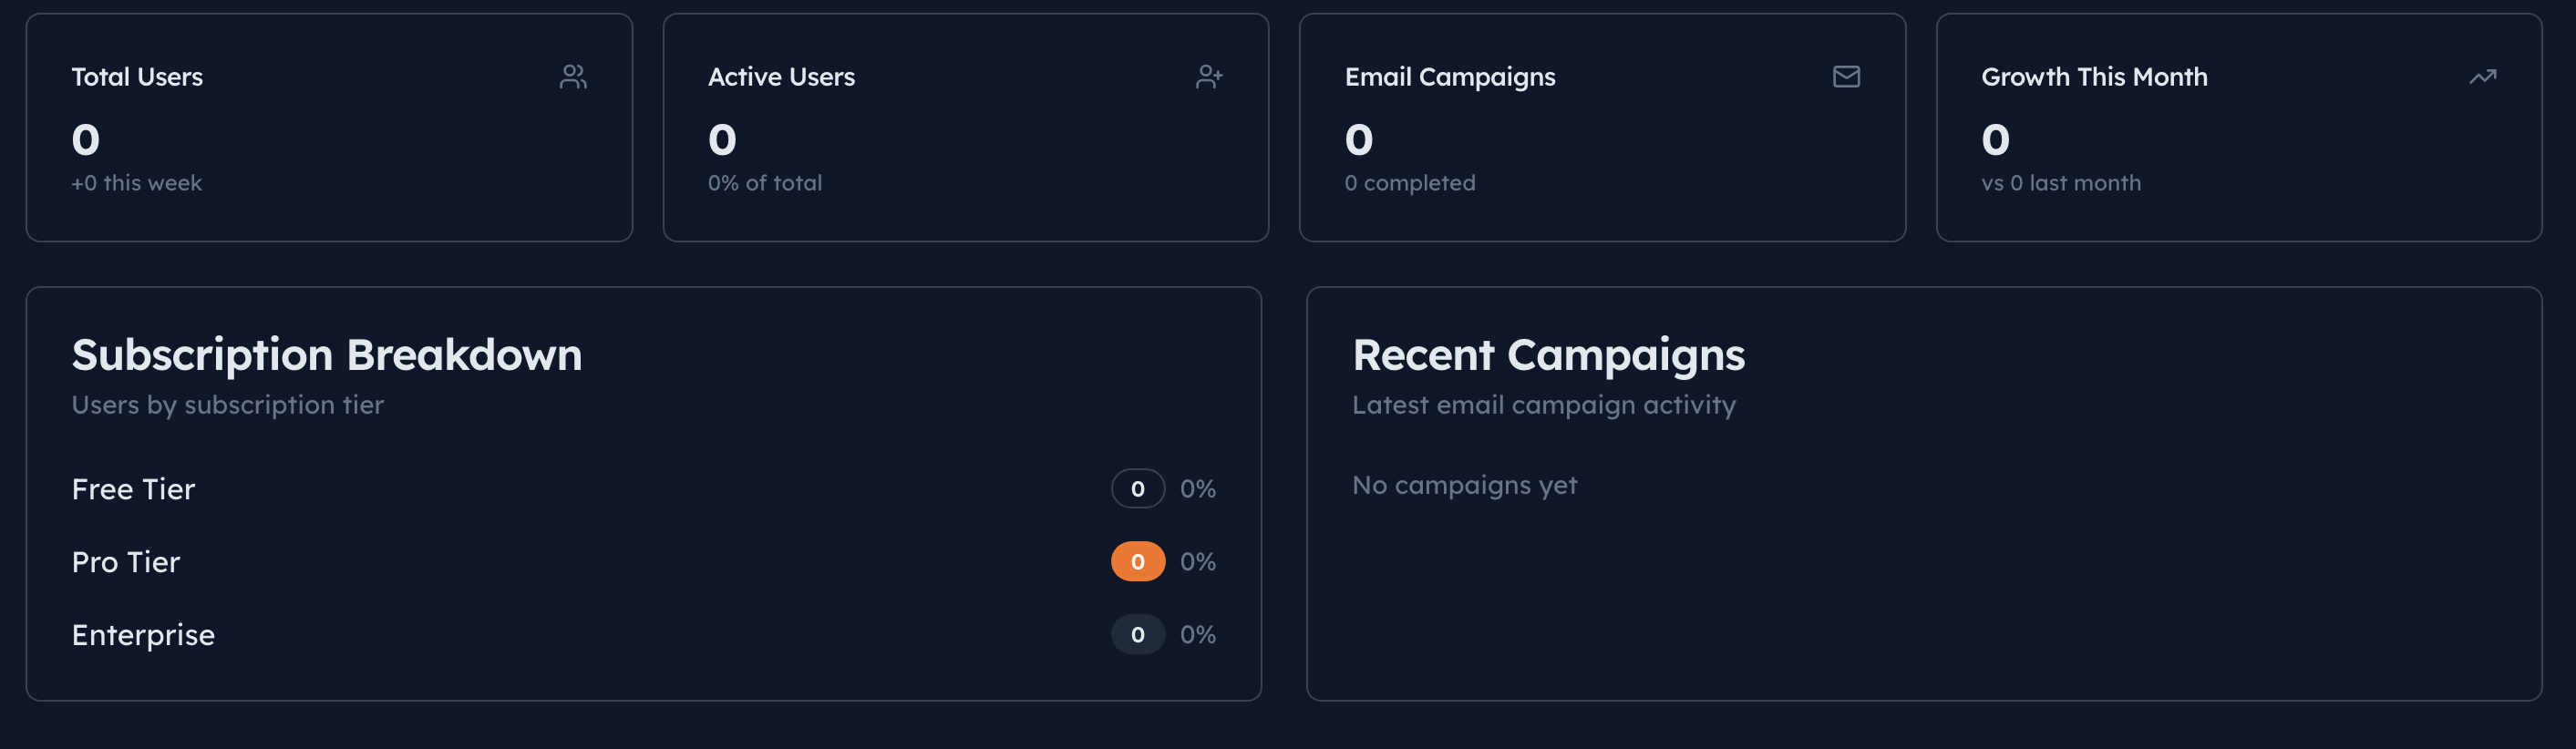 Total Users
0
+0 this week
Active Users
0
0% of total
Email Campaigns
0
0 completed
Growth This Month
0
vs 0 last month
Subscription Breakdown
Users by subscription tier
Free Tier 0 0%
Pro Tier 0 0%
Enterprise 0 0%
Recent Campaigns
Latest email campaign activity
No campaigns yet